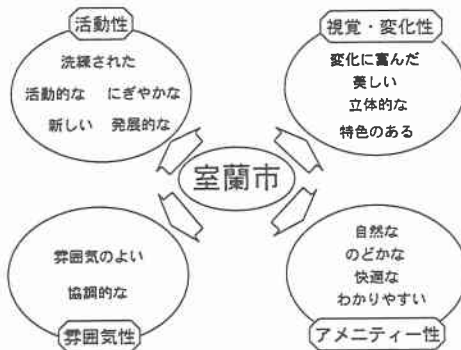 活動性
洗練された
活動的な にぎやかな
新しい 発展的な
視覚・変化性
変化に富んだ
美しい
立体的な
特色のある
室蘭市
雰囲気のよい
協調的な
雰囲気性
自然な
のどかな
快適な
わかりやすい
アメニティー性